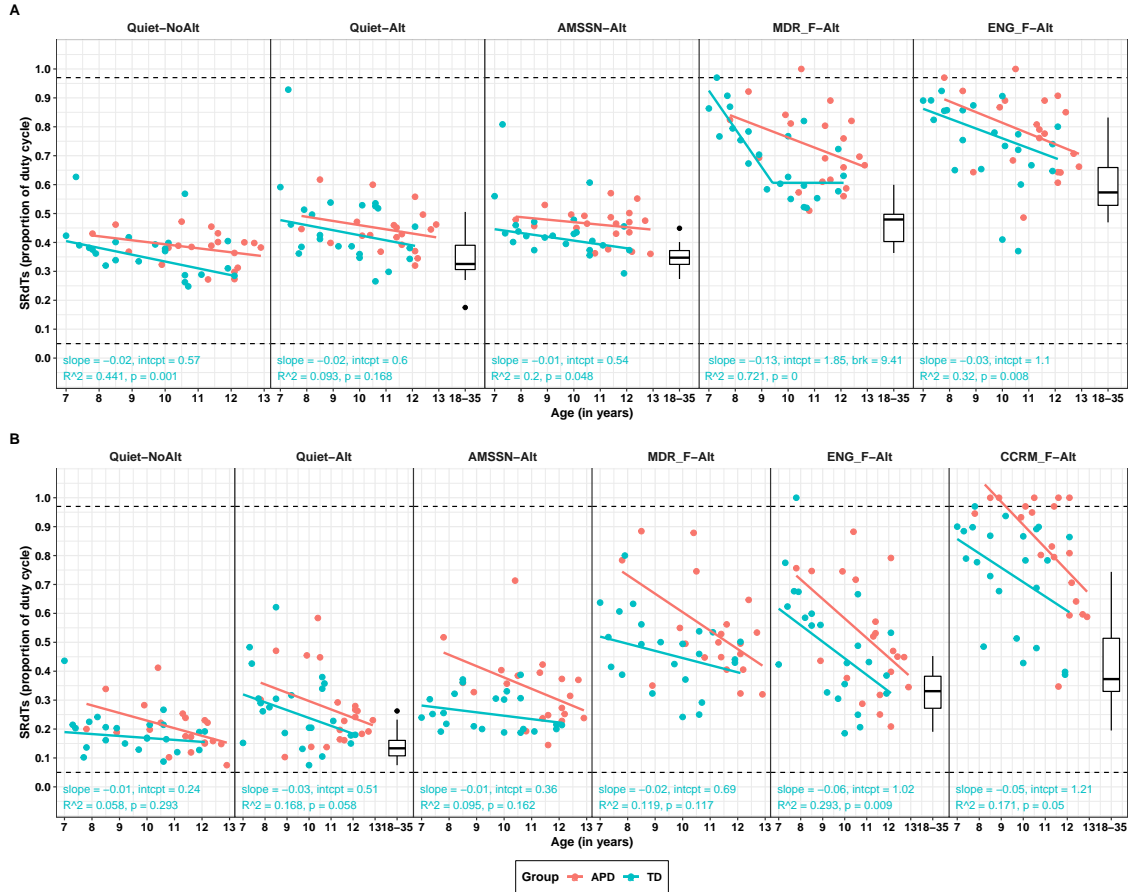 A
Quiet−NoAlt Quiet−Alt AMSSN−Alt MDR_F−Alt ENG_F−Alt
SRdTs (proportion of duty cycle)
1.0
0.9
0.8
0.7
0.6
0.5
0.4
0.3
0.2
0.1
0.0
slope = −0.02, intcpt = 0.57 slope = −0.02, intcpt = 0.6 slope = −0.01, intcpt = 0.54 slope = −0.13, intcpt = 1.85, brk = 9.41 slope = −0.03, intcpt = 1.1
R^2 = 0.441, p = 0.001 R^2 = 0.093, p = 0.168 R^2 = 0.2, p = 0.048 R^2 = 0.721, p = 0 R^2 = 0.32, p = 0.008
7 8 9 10 11 12 13 7 8 9 10 11 12 13 18−35 7 8 9 10 11 12 13 18−35 7 8 9 10 11 12 13 18−35 7 8 9 10 11 12 13 18−35
Age (in years)
B
Quiet−NoAlt Quiet−Alt AMSSN−Alt MDR_F−Alt ENG_F−Alt CCRM_F−Alt
SRdTs (proportion of duty cycle)
1.0
0.9
0.8
0.7
0.6
0.5
0.4
0.3
0.2
0.1
0.0
slope = −0.01, intcpt = 0.24 slope = −0.03, intcpt = 0.51 slope = −0.01, intcpt = 0.36 slope = −0.02, intcpt = 0.69 slope = −0.06, intcpt = 1.02 slope = −0.05, intcpt = 1.21
R^2 = 0.058, p = 0.293 R^2 = 0.168, p = 0.058 R^2 = 0.095, p = 0.162 R^2 = 0.119, p = 0.117 R^2 = 0.293, p = 0.009 R^2 = 0.171, p = 0.05
7 8 9 10 11 12 13 7 8 9 10 11 12 13 18−35 7 8 9 10 11 12 13 7 8 9 10 11 12 13 7 8 9 10 11 12 13 18−35 7 8 9 10 11 12 13 18−35
Age (in years)
Group APD TD